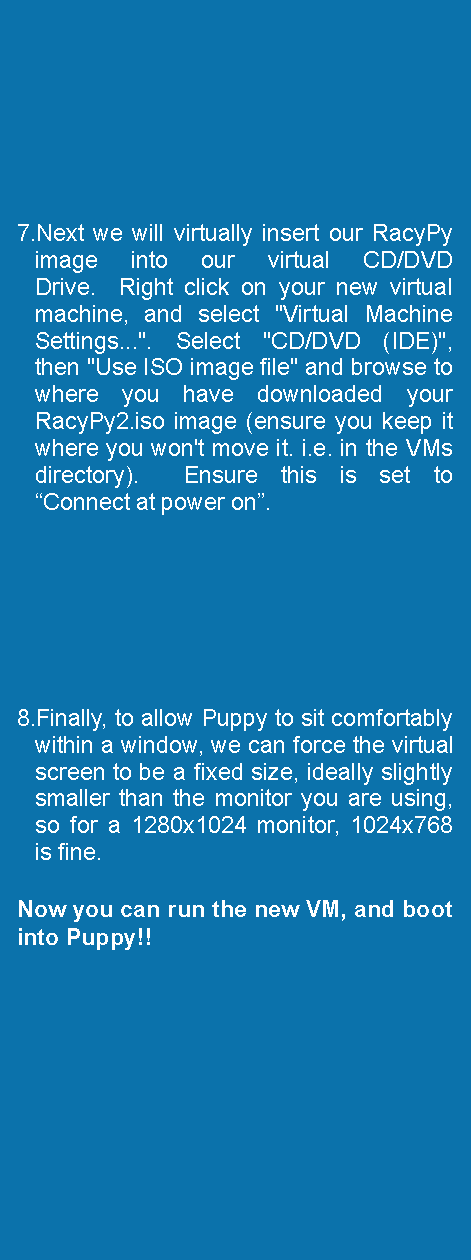 7.Next we will virtually insert our RacyPy
image into our virtual CD/DVD
Drive. Right click on your new virtual
machine, and select "Virtual Machine
Settings...". Select "CD/DVD (IDE)",
then "Use ISO image file" and browse to
where you have downloaded your
RacyPy2.iso image (ensure you keep it
where you won't move it. i.e. in the VMs
directory). Ensure this is set to
“Connect at power on”.
8.Finally, to allow Puppy to sit comfortably
within a window, we can force the virtual
screen to be a fixed size, ideally slightly
smaller than the monitor you are using,
so for a 1280x1024 monitor, 1024x768
is fine.
Now you can run the new VM, and boot
into Puppy!!